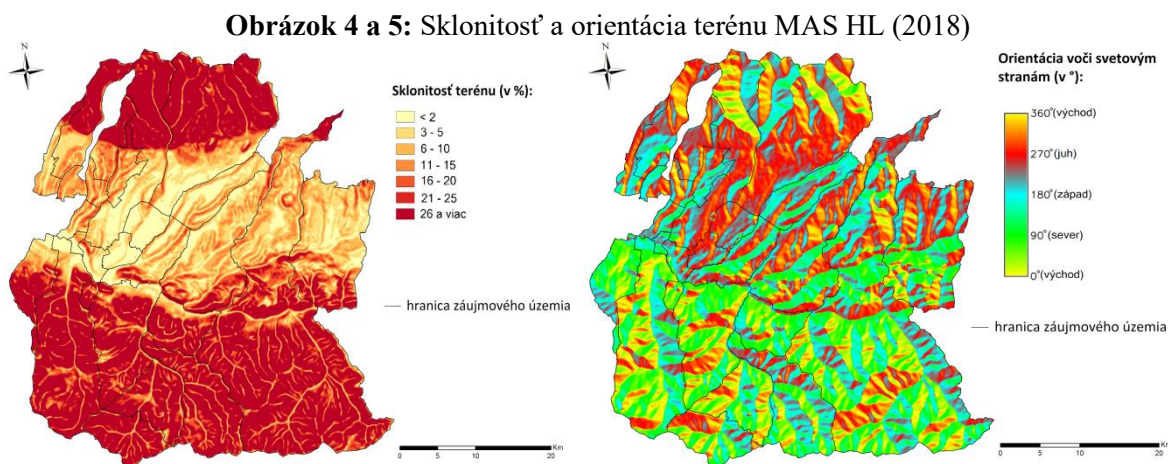 Obrázok 4 a 5: Sklonitosť a orientácia terénu MAS HL (2018)
N
Sklonitosť terénu (v %):
< 2
3 - 5
6 - 10
11 - 15
16 - 20
21 - 25
26 a viac
hranica záujmového územia
Km
0 5 10 20
N
Orientácia voči svetovým
stranám (v °):
360°(východ)
270°(juh)
180°(západ)
90°(sever)
0°(východ)
hranica záujmového územia
Km
0 5 10 20